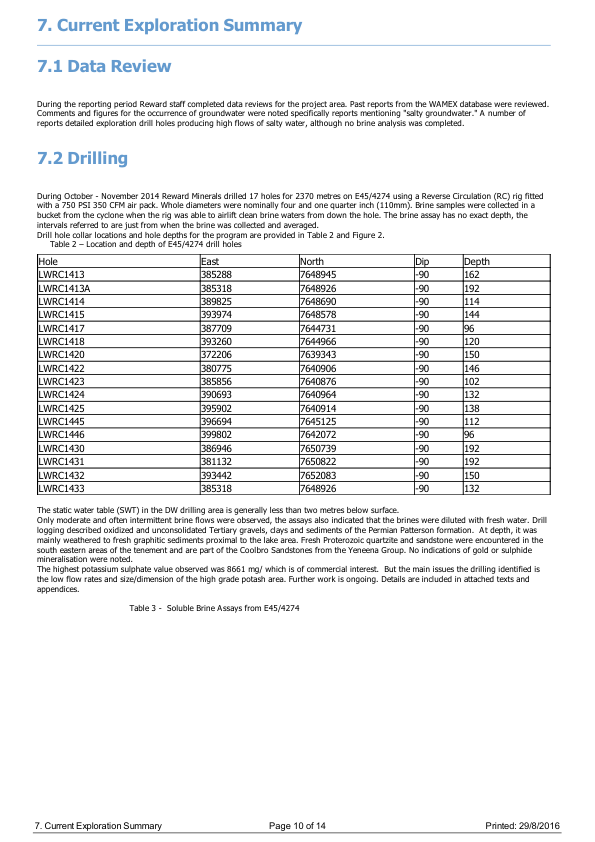 7. Current Exploration Summary
7.1 Data Review
During the reporting period Reward staff completed data reviews for the project area. Past reports from the WAMEX database were reviewed.
Comments and figures for the occurrence of groundwater were noted specifically reports mentioning "salty groundwater." A number of
reports detailed exploration drill holes producing high flows of salty water, although no brine analysis was completed.
7.2 Drilling
During October - November 2014 Reward Minerals drilled 17 holes for 2370 metres on E45/4274 using a Reverse Circulation (RC) rig fitted
with a 750 PSI 350 CFM air pack. Whole diameters were nominally four and one quarter inch (110mm). Brine samples were collected in a
bucket from the cyclone when the rig was able to airlift clean brine waters from down the hole. The brine assay has no exact depth, the
intervals referred to are just from when the brine was collected and averaged.
Drill hole collar locations and hole depths for the program are provided in Table 2 and Figure 2.
Table 2 – Location and depth of E45/4274 drill holes
Hole East North Dip Depth
LWRC1413 385288 7648945 -90 162
LWRC1413A 385318 7648926 -90 192
LWRC1414 389825 7648690 -90 114
LWRC1415 393974 7648578 -90 144
LWRC1417 387709 7644731 -90 96
LWRC1418 393260 7644966 -90 120
LWRC1420 372206 7639343 -90 150
LWRC1422 380775 7640906 -90 146
LWRC1423 385856 7640876 -90 102
LWRC1424 390693 7640964 -90 132
LWRC1425 395902 7640914 -90 138
LWRC1445 396694 7645125 -90 112
LWRC1446 399802 7642072 -90 96
LWRC1430 386946 7650739 -90 192
LWRC1431 381132 7650822 -90 192
LWRC1432 393442 7652083 -90 150
LWRC1433 385318 7648926 -90 132
The static water table (SWT) in the DW drilling area is generally less than two metres below surface.
Only moderate and often intermittent brine flows were observed, the assays also indicated that the brines were diluted with fresh water. Drill
logging described oxidized and unconsolidated Tertiary gravels, clays and sediments of the Permian Patterson formation.  At depth, it was
mainly weathered to fresh graphitic sediments proximal to the lake area. Fresh Proterozoic quartzite and sandstone were encountered in the
south eastern areas of the tenement and are part of the Coolbro Sandstones from the Yeneena Group. No indications of gold or sulphide
mineralisation were noted.
The highest potassium sulphate value observed was 8661 mg/ which is of commercial interest.  But the main issues the drilling identified is
the low flow rates and size/dimension of the high grade potash area. Further work is ongoing. Details are included in attached texts and
appendices.
Table 3 -  Soluble Brine Assays from E45/4274
7. Current Exploration Summary Page 10 of 14 Printed: 29/8/2016